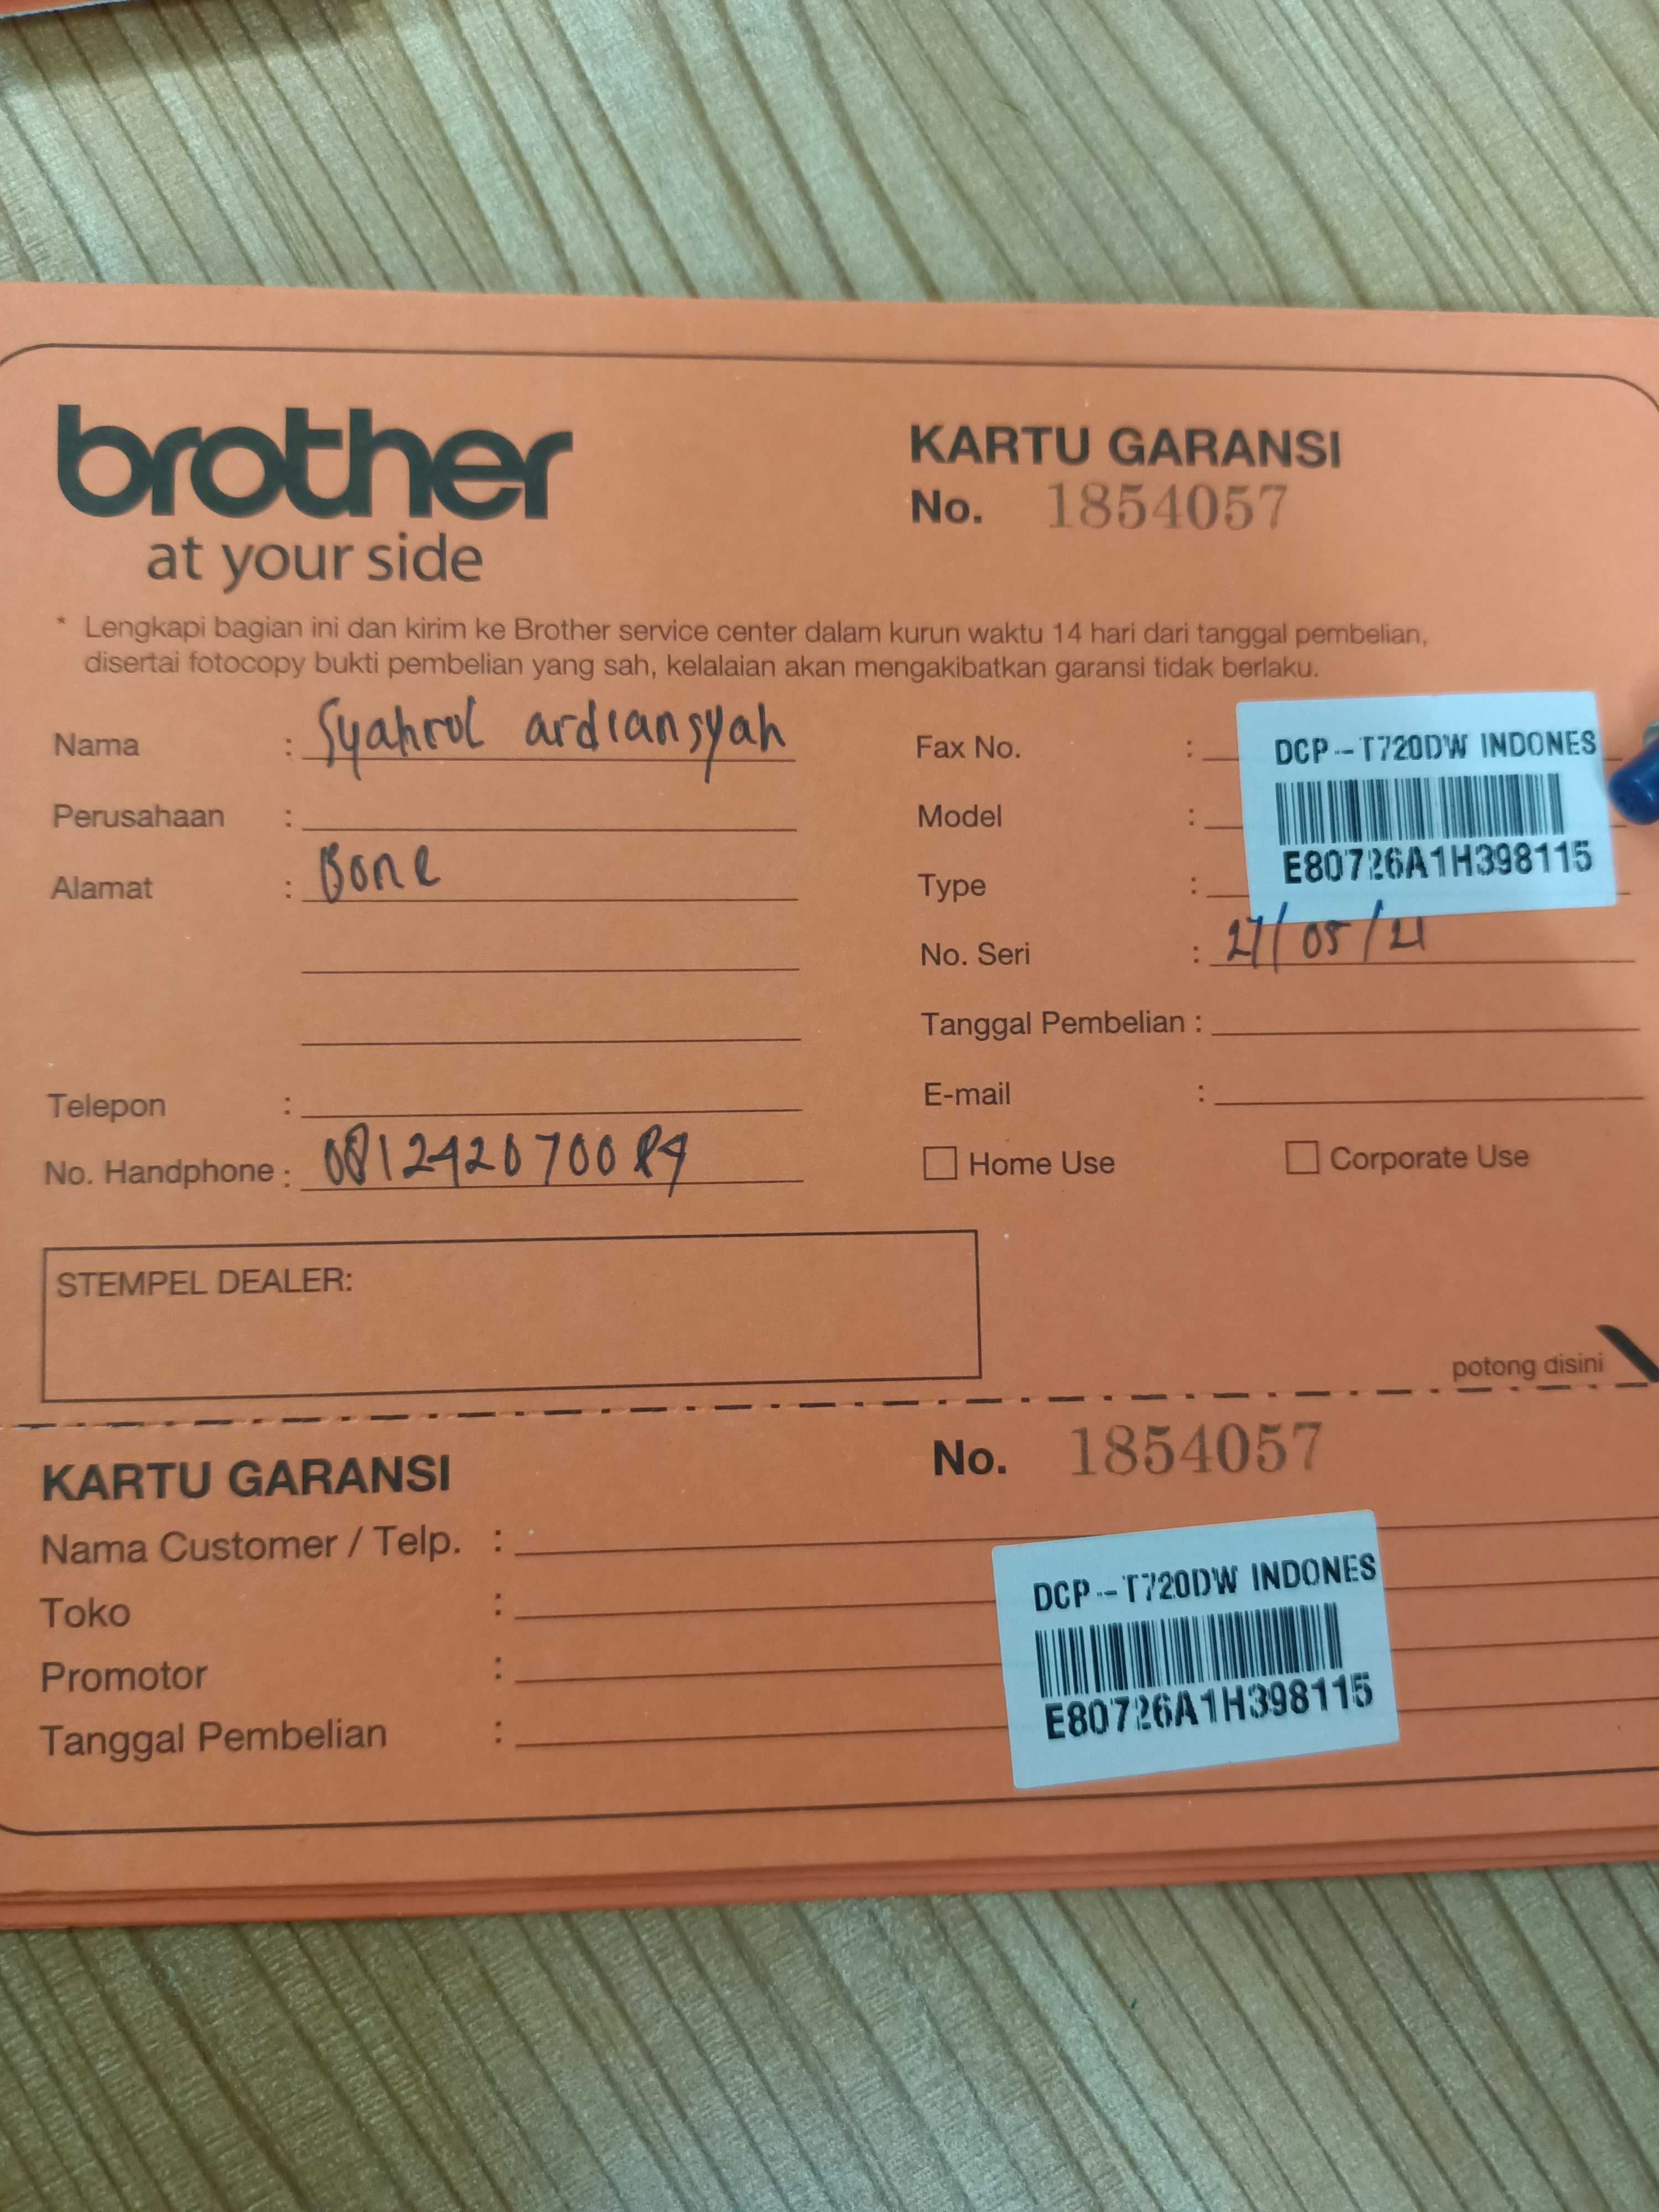 brother
at your side
KARTU GARANSI
No. 1854057
* Lengkapi bagian ini dan kirim ke Brother service center dalam kurun waktu 14 hari dari tanggal pembelian,
disertai fotocopy bukti pembelian yang sah, kelalaian akan mengakibatkan garansi tidak berlaku.
Nama : Syahrul ardiansyah
Perusahaan :
Alamat : Bone
Telepon :
No. Handphone : 081242070084
Fax No. :
Model :
Type :
DCP-T720DW INDONES
E80726A1H398115
No. Seri : 27/05/21
Tanggal Pembelian :
E-mail :
Home Use Corporate Use
STEMPEL DEALER:
potong disini
KARTU GARANSI No. 1854057
Nama Customer / Telp. :
Toko :
Promotor :
Tanggal Pembelian :
DCP-T720DW INDONES
E80726A1H398115